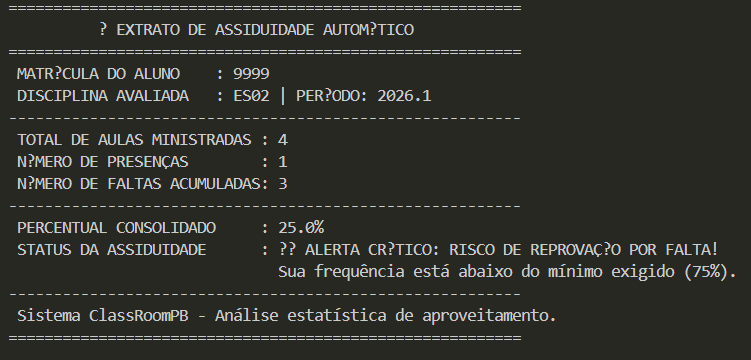 =========================================================
? EXTRATO DE ASSIDUIDADE AUTOM?TICO
=========================================================
MATR?CULA DO ALUNO    : 9999
DISCIPLINA AVALIADA   : ES02 | PER?ODO: 2026.1
---------------------------------------------------------
TOTAL DE AULAS MINISTRADAS : 4
N?MERO DE PRESENÇAS        : 1
N?MERO DE FALTAS ACUMULADAS: 3
---------------------------------------------------------
PERCENTUAL CONSOLIDADO     : 25.0%
STATUS DA ASSIDUIDADE      : ?? ALERTA CR?TICO: RISCO DE REPROVAÇ?O POR FALTA!
Sua frequência está abaixo do mínimo exigido (75%).
---------------------------------------------------------
Sistema ClassRoomPB - Análise estatística de aproveitamento.
=========================================================